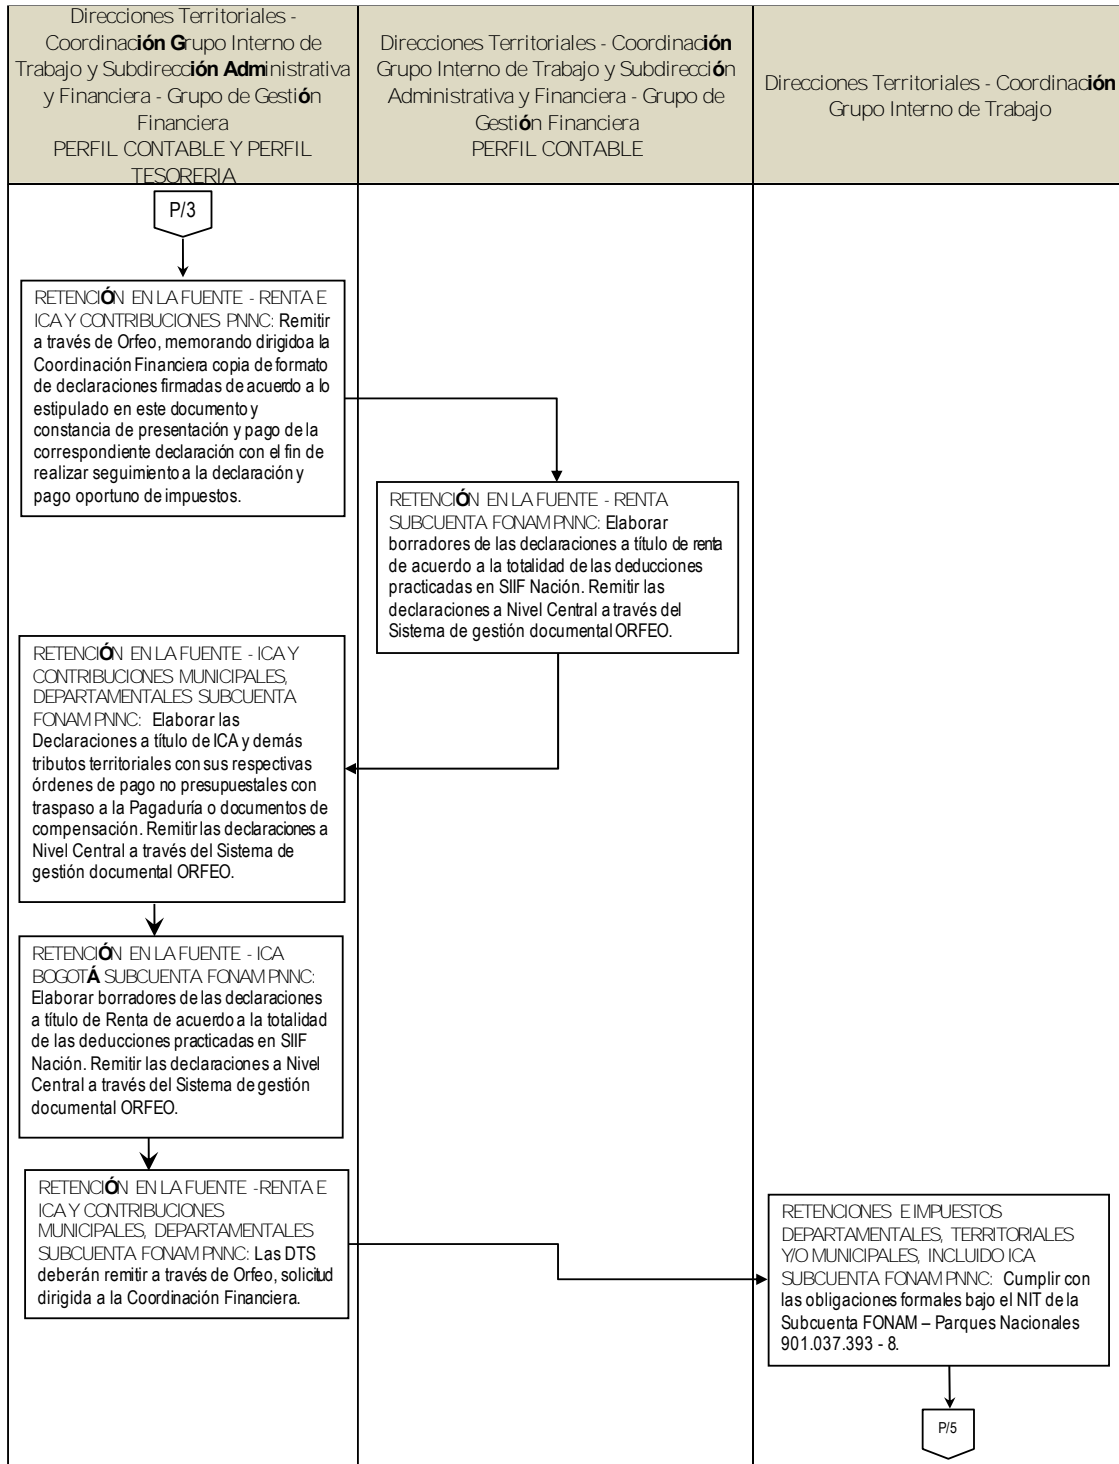 Direcciones Territoriales -
Coordinación Grupo Interno de
Trabajo y Subdirección Administrativa
y Financiera - Grupo de Gestión
Financiera
PERFIL CONTABLE Y PERFIL
TESORERIA
Direcciones Territoriales - Coordinación
Grupo Interno de Trabajo y Subdirección
Administrativa y Financiera - Grupo de
Gestión Financiera
PERFIL CONTABLE
Direcciones Territoriales - Coordinación
Grupo Interno de Trabajo
P/3
RETENCIÓN EN LA FUENTE - RENTA E
ICA Y CONTRIBUCIONES PNNC: Remitir
a través de Orfeo, memorando dirigido a la
Coordinación Financiera copia de formato
de declaraciones firmadas de acuerdo a lo
estipulado en este documento y
constancia de presentación y pago de la
correspondiente declaración con el fin de
realizar seguimiento a la declaración y
pago oportuno de impuestos.
RETENCIÓN EN LA FUENTE - RENTA
SUBCUENTA FONAM PNNC: Elaborar
borradores de las declaraciones a título de renta
de acuerdo a la totalidad de las deducciones
practicadas en SIIF Nación. Remitir las
declaraciones a Nivel Central a través del
Sistema de gestión documental ORFEO.
RETENCIÓN EN LA FUENTE - ICA Y
CONTRIBUCIONES MUNICIPALES,
DEPARTAMENTALES SUBCUENTA
FONAM PNNC: Elaborar las
Declaraciones a título de ICA y demás
tributos territoriales con sus respectivas
órdenes de pago no presupuestales con
traspaso a la Pagaduría o documentos de
compensación. Remitir las declaraciones a
Nivel Central a través del Sistema de
gestión documental ORFEO.
RETENCIÓN EN LA FUENTE - ICA
BOGOTÁ SUBCUENTA FONAM PNNC:
Elaborar borradores de las declaraciones
a título de Renta de acuerdo a la totalidad
de las deducciones practicadas en SIIF
Nación. Remitir las declaraciones a Nivel
Central a través del Sistema de gestión
documental ORFEO.
RETENCIÓN EN LA FUENTE -RENTA E
ICA Y CONTRIBUCIONES
MUNICIPALES, DEPARTAMENTALES
SUBCUENTA FONAM PNNC: Las DTS
deberán remitir a través de Orfeo, solicitud
dirigida a la Coordinación Financiera.
RETENCIONES E IMPUESTOS
DEPARTAMENTALES, TERRITORIALES
Y/O MUNICIPALES, INCLUIDO ICA
SUBCUENTA FONAM PNNC: Cumplir con
las obligaciones formales bajo el NIT de la
Subcuenta FONAM – Parques Nacionales
901.037.393 - 8.
P/5